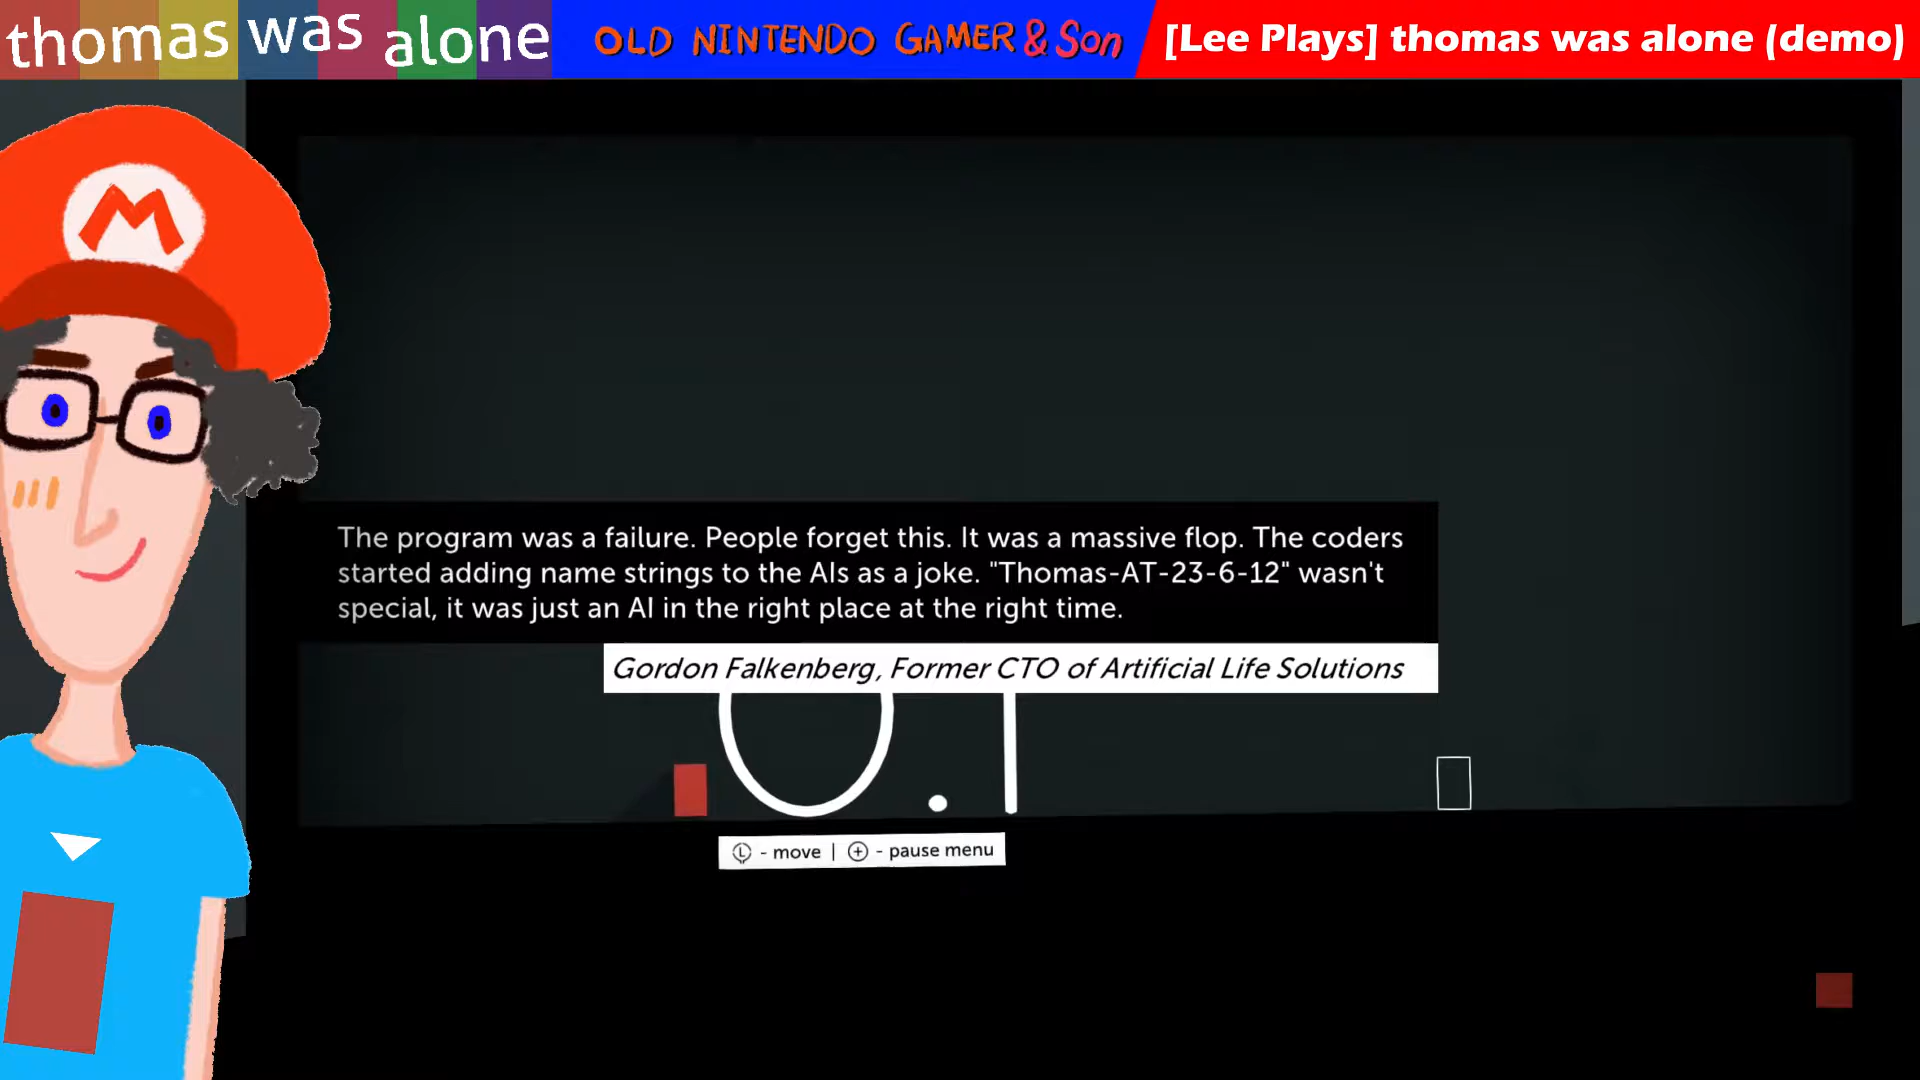 thomas was alone
OLD NINTENDO GAMER & Son
[Lee Plays] thomas was alone (demo)
M
The program was a failure. People forget this. It was a massive flop. The coders
started adding name strings to the AIs as a joke. "Thomas-AT-23-6-12" wasn't
special, it was just an AI in the right place at the right time.
Gordon Falkenberg, Former CTO of Artificial Life Solutions
0.1
L - move | + - pause menu